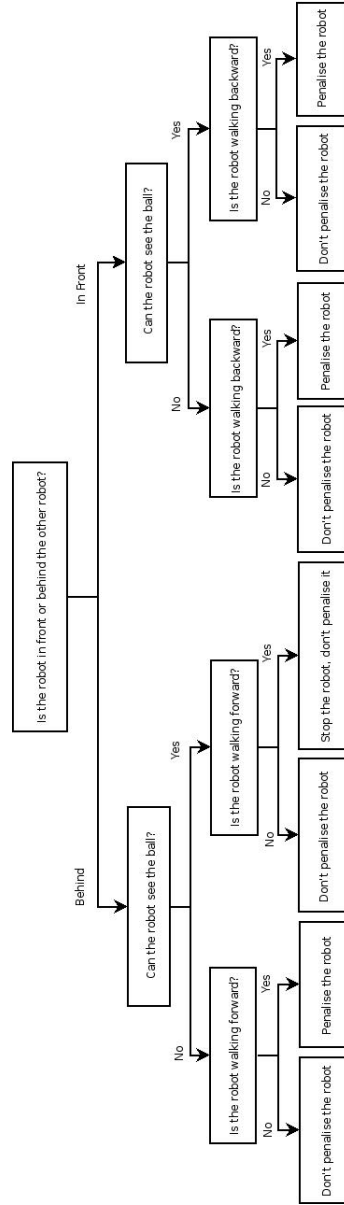 Is the robot in front or behind the other robot?
Behind
In Front
Can the robot see the ball?
Can the robot see the ball?
No
Yes
No
Yes
Is the robot walking forward?
Is the robot walking forward?
Is the robot walking backward?
Is the robot walking backward?
No
Yes
No
Yes
No
Yes
No
Yes
Don't penalise the robot
Penalise the robot
Don't penalise the robot
Stop the robot, don't penalise it
Don't penalise the robot
Penalise the robot
Don't penalise the robot
Penalise the robot